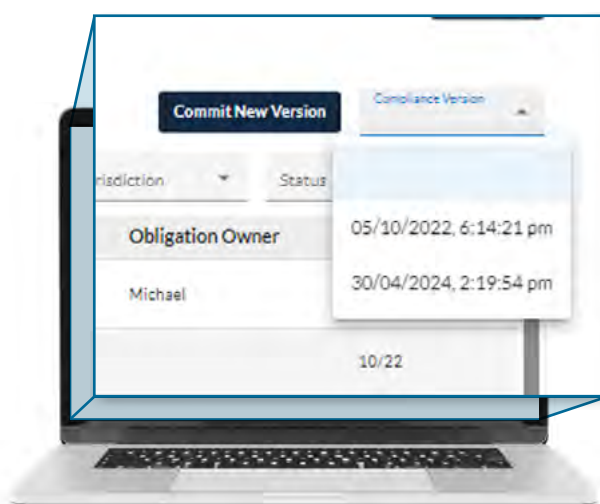 Commit New Version
Compliance Version
risdiction
Status
Obligation Owner
05/10/2022, 6:14:21 pm
Michael
30/04/2024, 2:19:54 pm
10/22